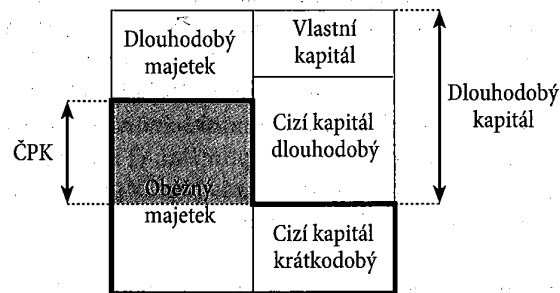 Dlouhodobý
majetek
Vlastní
kapitál
Dlouhodobý
kapitál
ČPK
Cizí kapitál
dlouhodobý
Oběžný
majetek
Cizí kapitál
krátkodobý